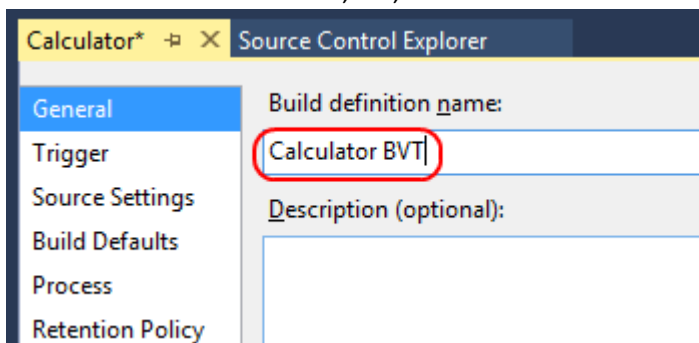 Calculator* Source Control Explorer
General
Trigger
Source Settings
Build Defaults
Process
Retention Policy
Build definition name:
Calculator BVT
Description (optional):